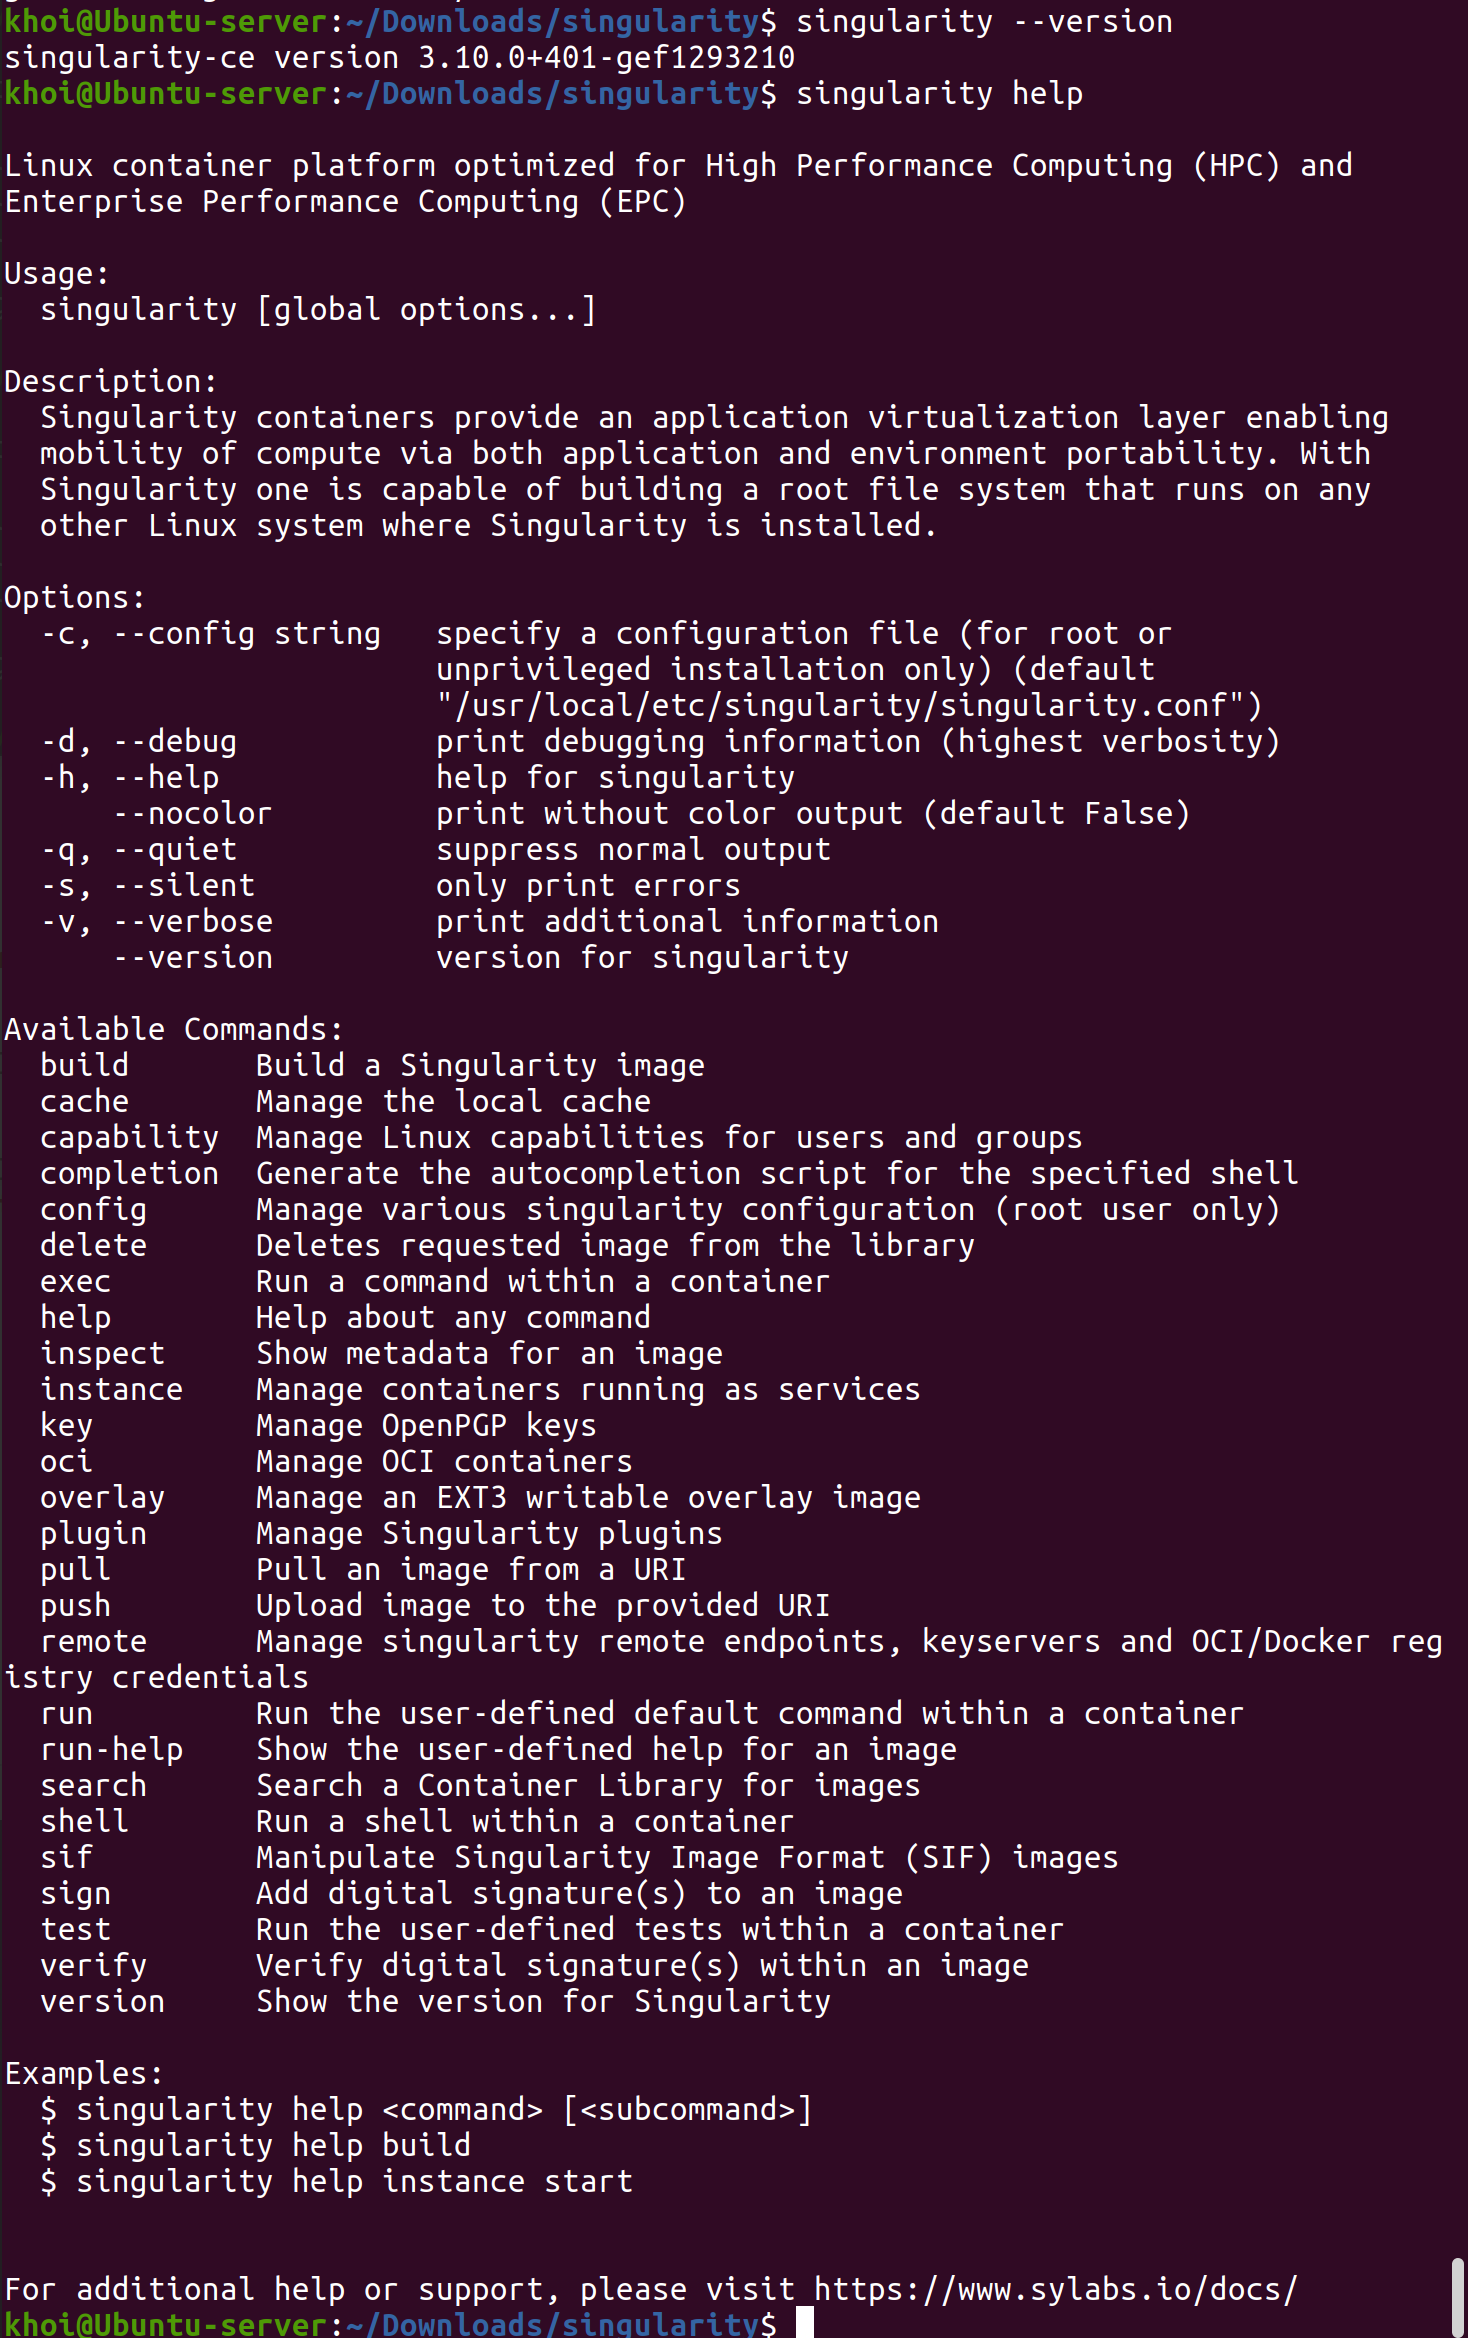 khoi@Ubuntu-server:~/Downloads/singularity$ singularity --version
singularity-ce version 3.10.0+401-gef1293210
khoi@Ubuntu-server:~/Downloads/singularity$ singularity help

Linux container platform optimized for High Performance Computing (HPC) and
Enterprise Performance Computing (EPC)

Usage:
  singularity [global options...]

Description:
  Singularity containers provide an application virtualization layer enabling
  mobility of compute via both application and environment portability. With
  Singularity one is capable of building a root file system that runs on any
  other Linux system where Singularity is installed.

Options:
  -c, --config string   specify a configuration file (for root or
                        unprivileged installation only) (default
                        "/usr/local/etc/singularity/singularity.conf")
  -d, --debug           print debugging information (highest verbosity)
  -h, --help            help for singularity
      --nocolor         print without color output (default False)
  -q, --quiet           suppress normal output
  -s, --silent          only print errors
  -v, --verbose         print additional information
      --version         version for singularity

Available Commands:
  build       Build a Singularity image
  cache       Manage the local cache
  capability  Manage Linux capabilities for users and groups
  completion  Generate the autocompletion script for the specified shell
  config      Manage various singularity configuration (root user only)
  delete      Deletes requested image from the library
  exec        Run a command within a container
  help        Help about any command
  inspect     Show metadata for an image
  instance    Manage containers running as services
  key         Manage OpenPGP keys
  oci         Manage OCI containers
  overlay     Manage an EXT3 writable overlay image
  plugin      Manage Singularity plugins
  pull        Pull an image from a URI
  push        Upload image to the provided URI
  remote      Manage singularity remote endpoints, keyservers and OCI/Docker reg
istry credentials
  run         Run the user-defined default command within a container
  run-help    Show the user-defined help for an image
  search      Search a Container Library for images
  shell       Run a shell within a container
  sif         Manipulate Singularity Image Format (SIF) images
  sign        Add digital signature(s) to an image
  test        Run the user-defined tests within a container
  verify      Verify digital signature(s) within an image
  version     Show the version for Singularity

Examples:
  $ singularity help <command> [<subcommand>]
  $ singularity help build
  $ singularity help instance start


For additional help or support, please visit https://www.sylabs.io/docs/
khoi@Ubuntu-server:~/Downloads/singularity$